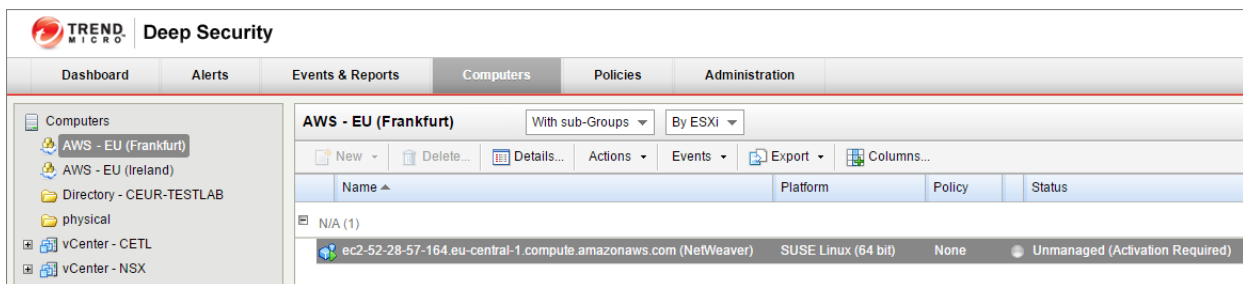 TREND MICRO Deep Security
Dashboard Alerts Events & Reports Computers Policies Administration
Computers
AWS - EU (Frankfurt)
AWS - EU (Ireland)
Directory - CEUR-TESTLAB
physical
vCenter - CETL
vCenter - NSX
AWS - EU (Frankfurt) With sub-Groups By ESXi
New Delete... Details... Actions Events Export Columns...
Name Platform Policy Status
N/A (1)
ec2-52-28-57-164.eu-central-1.compute.amazonaws.com (NetWeaver) SUSE Linux (64 bit) None Unmanaged (Activation Required)